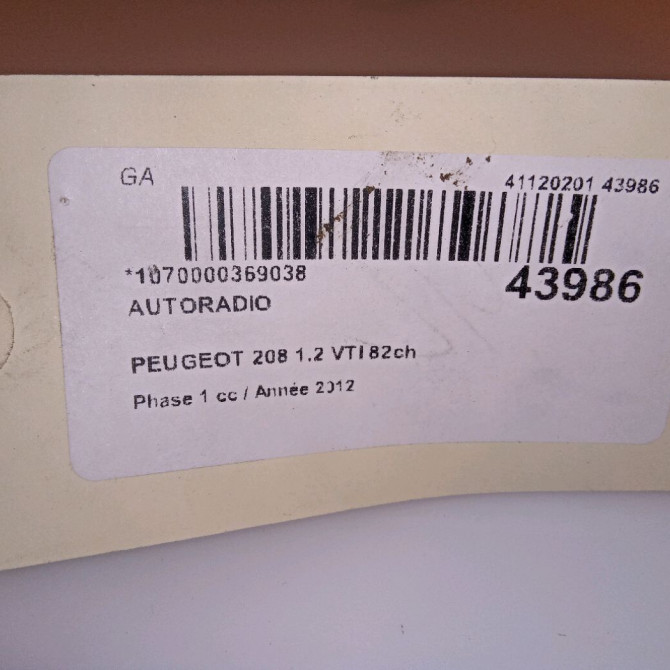 GA
41120201 43986
*1070000369038
43986
AUTORADIO
PEUGEOT 208 1.2 VTI 82ch
Phase 1 cc / Année 2012